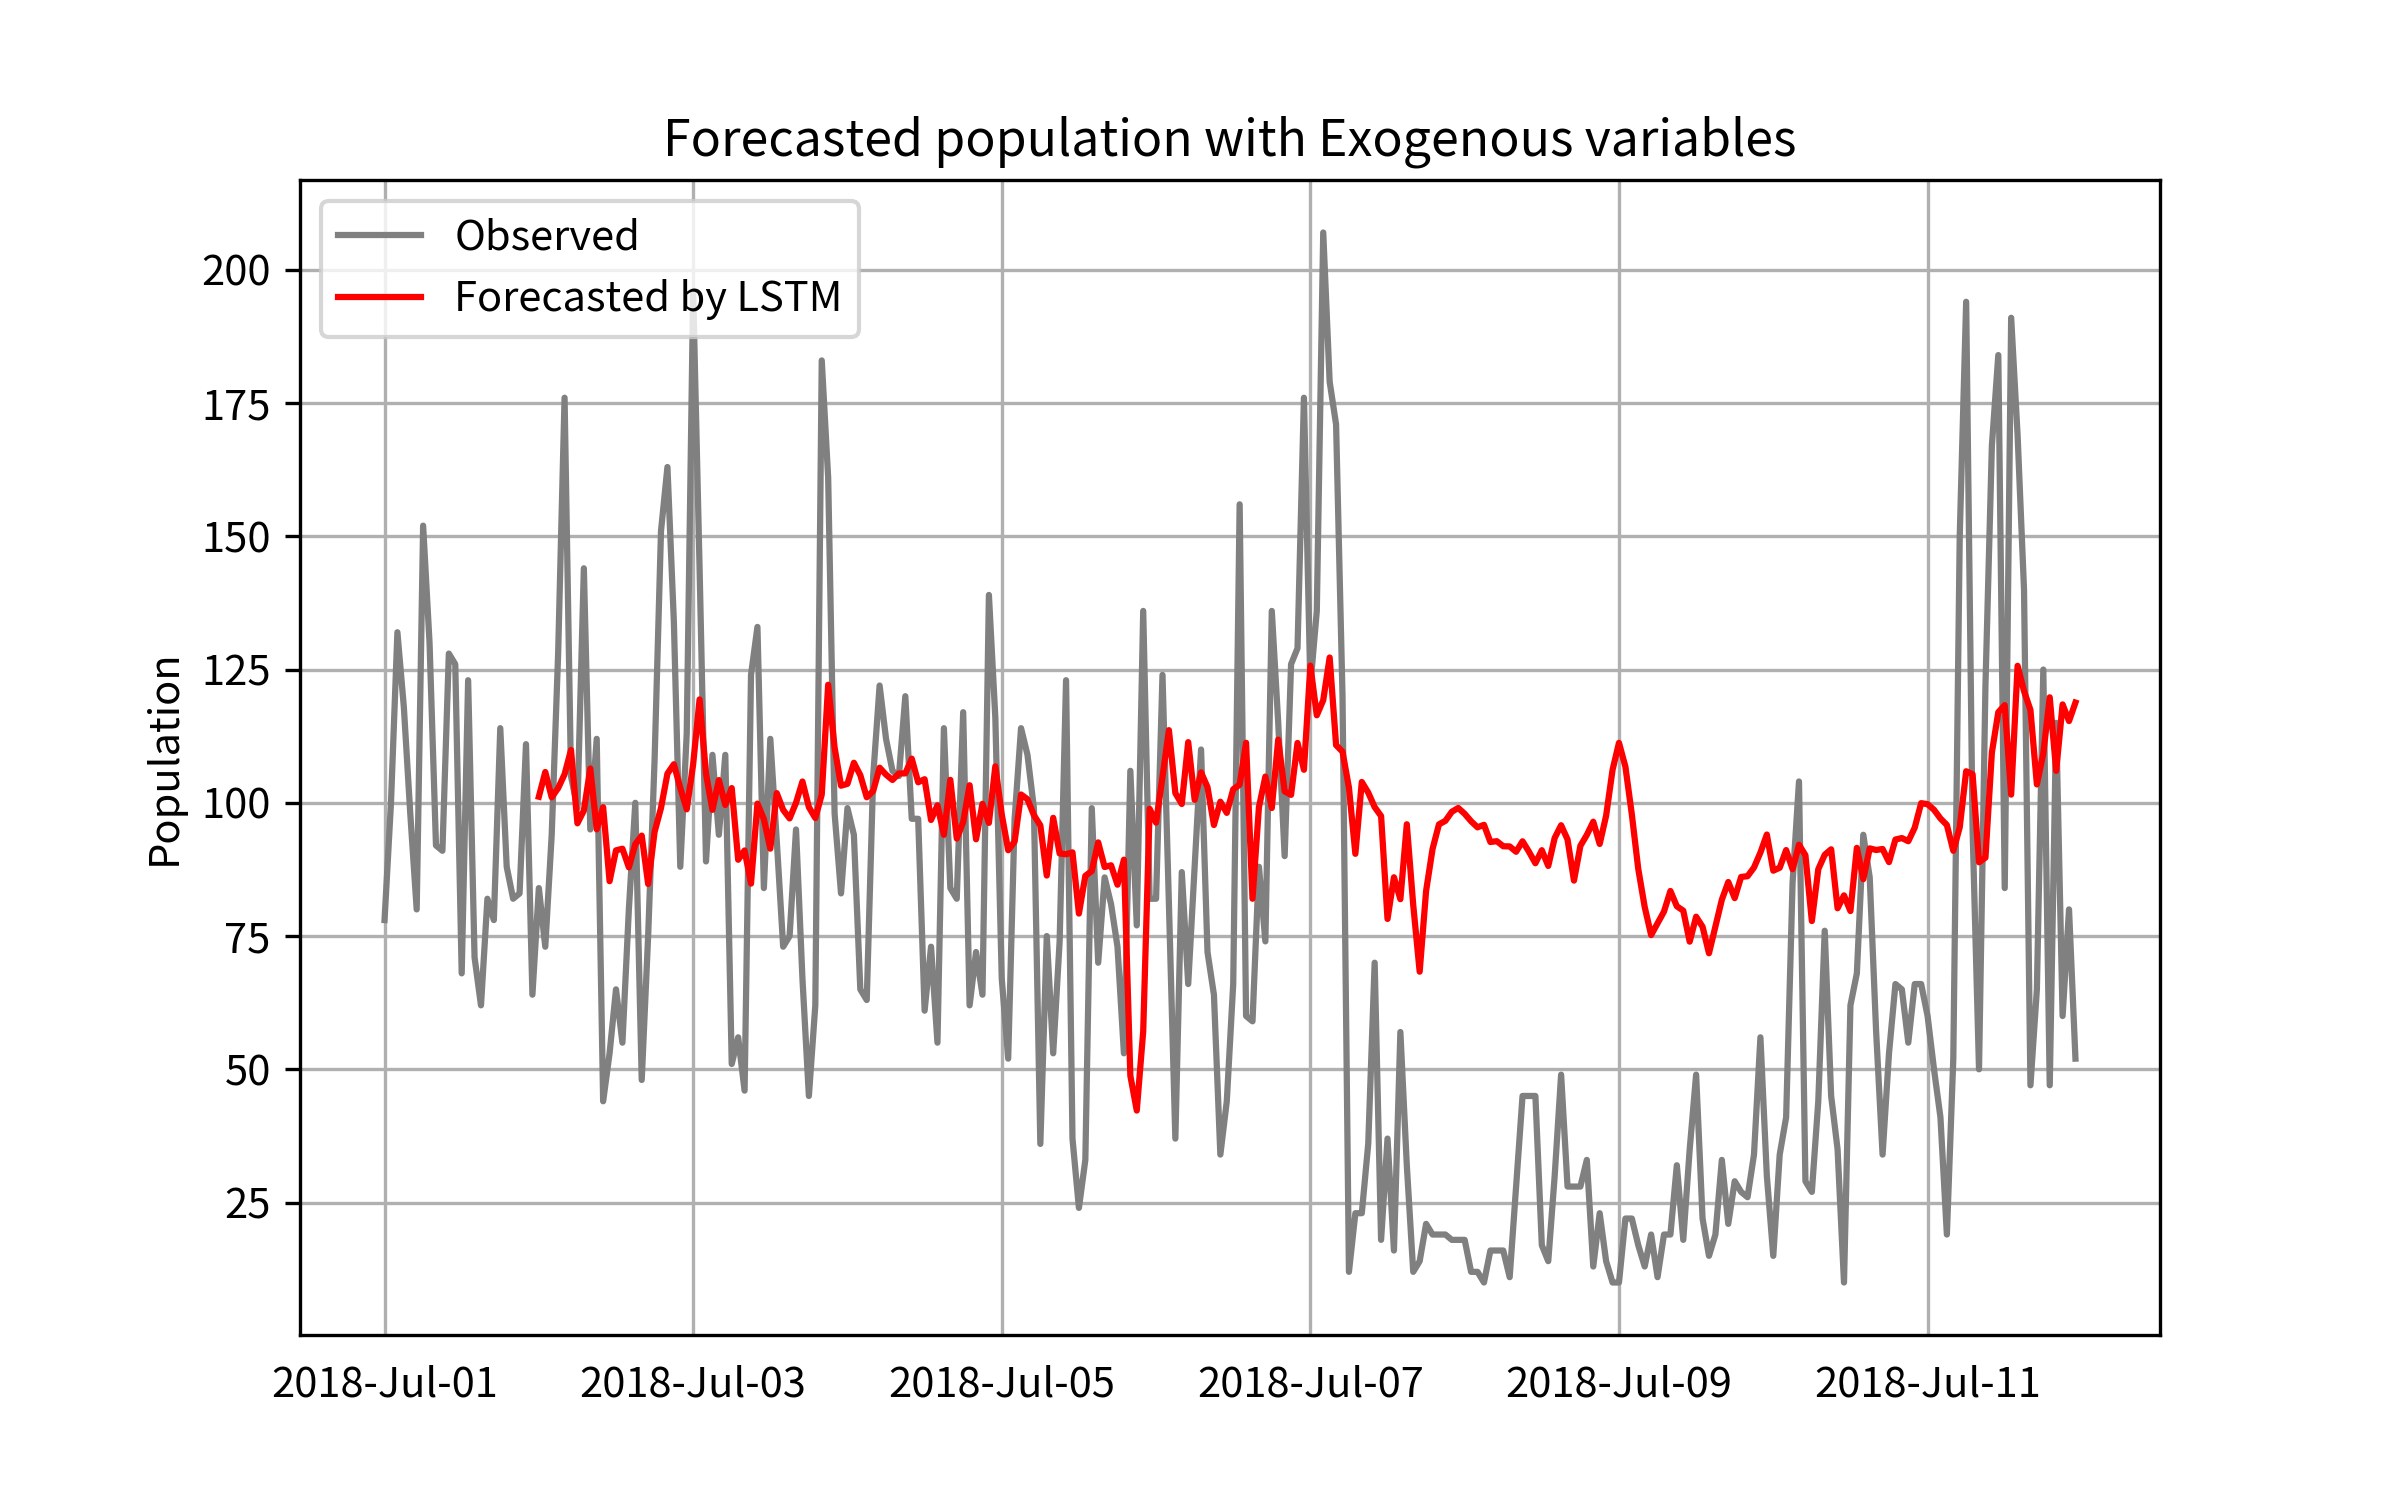 Forecasted population with Exogenous variables
Observed
Forecasted by LSTM
Population
200
175
150
125
100
75
50
25
2018-Jul-01
2018-Jul-03
2018-Jul-05
2018-Jul-07
2018-Jul-09
2018-Jul-11